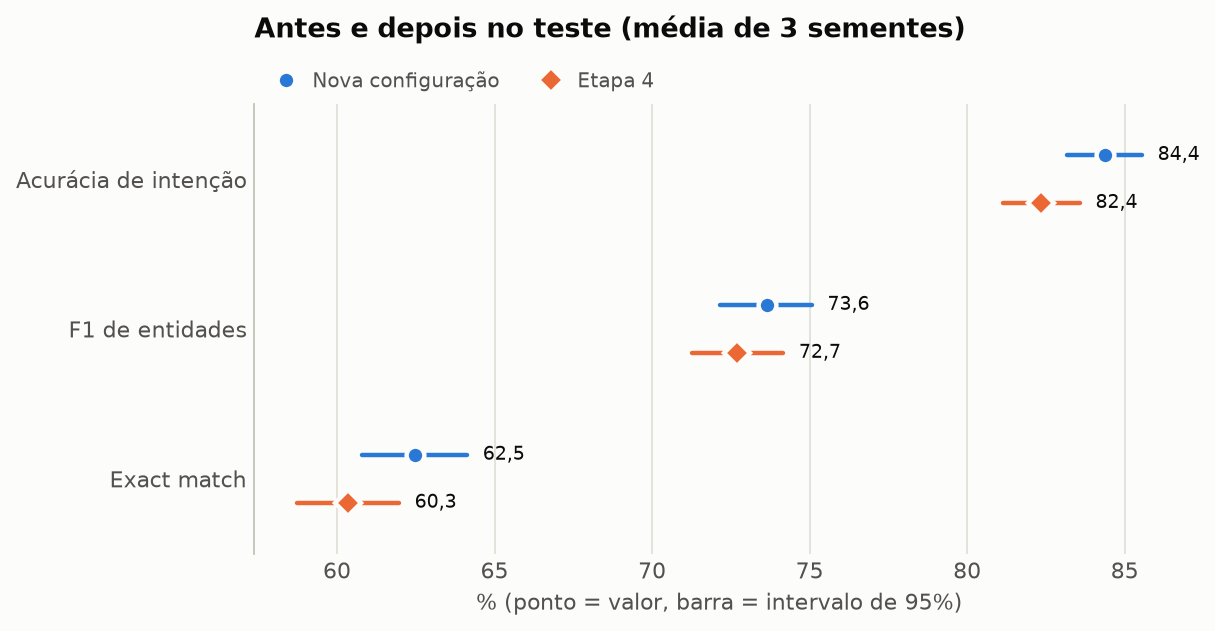 Antes e depois no teste (média de 3 sementes)
Nova configuração
Etapa 4
Acurácia de intenção
84,4
82,4
F1 de entidades
73,6
72,7
Exact match
62,5
60,3
60 65 70 75 80 85
% (ponto = valor, barra = intervalo de 95%)